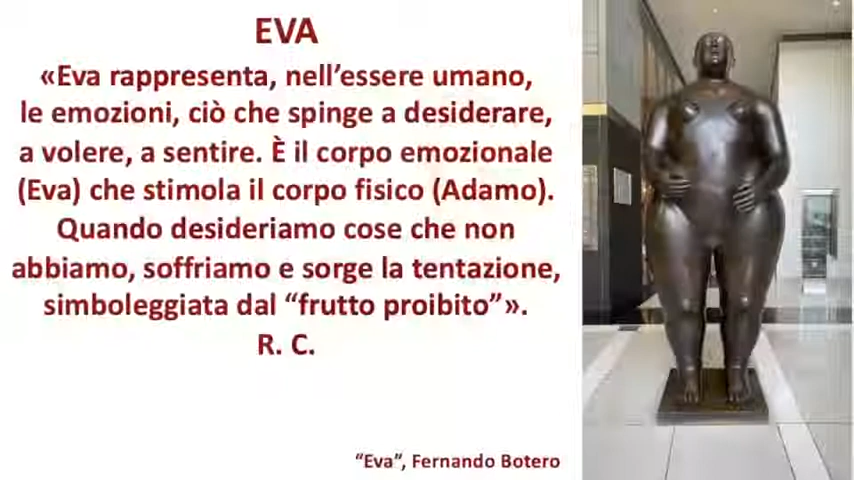 EVA
«Eva rappresenta, nell’essere umano,
le emozioni, ciò che spinge a desiderare,
a volere, a sentire. È il corpo emozionale
(Eva) che stimola il corpo fisico (Adamo).
Quando desideriamo cose che non
abbiamo, soffriamo e sorge la tentazione,
simboleggiata dal “frutto proibito”».
R. C.
“Eva”, Fernando Botero